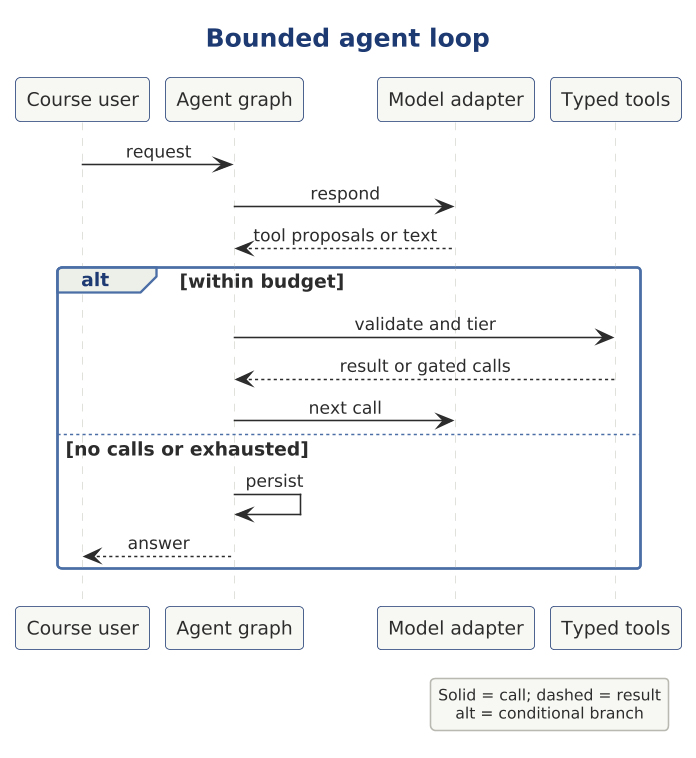 Bounded agent loop
Course user
Agent graph
Model adapter
Typed tools
request
respond
tool proposals or text
alt
[within budget]
validate and tier
result or gated calls
next call
[no calls or exhausted]
persist
answer
Course user
Agent graph
Model adapter
Typed tools
Solid = call; dashed = result
alt = conditional branch